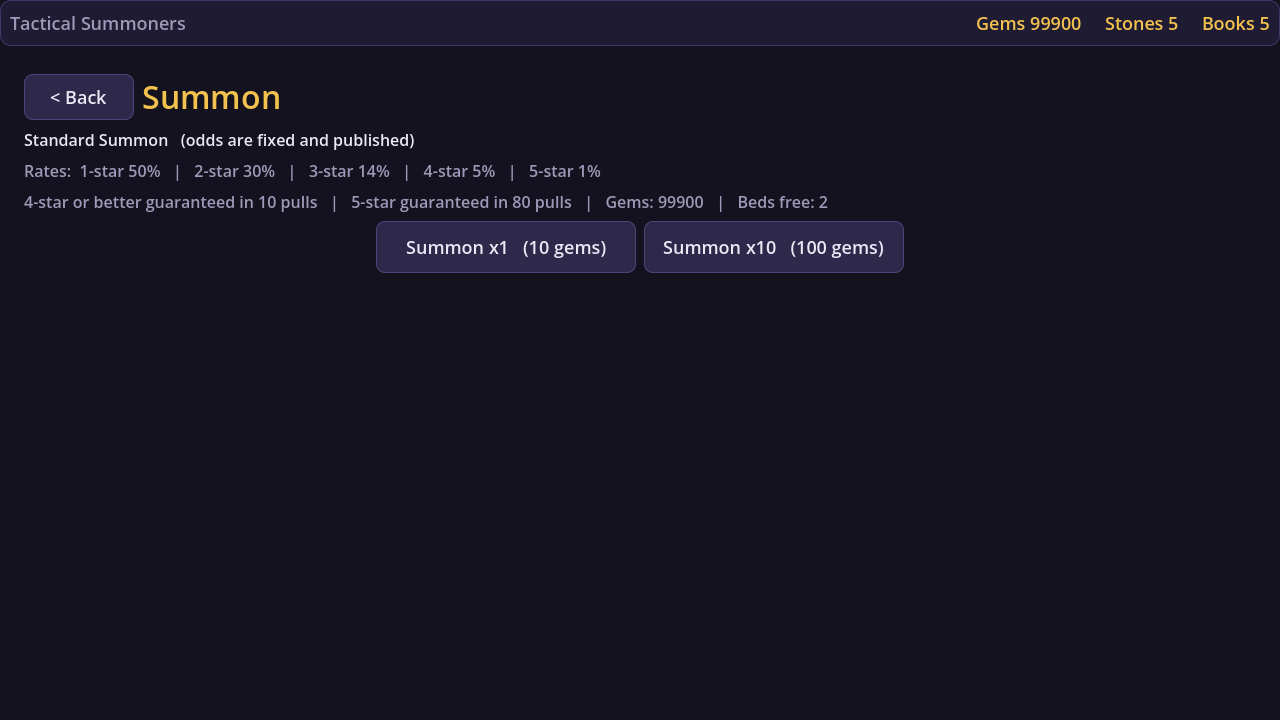 Tactical Summoners Gems 99900 Stones 5 Books 5
< Back Summon
Standard Summon (odds are fixed and published)
Rates: 1-star 50% | 2-star 30% | 3-star 14% | 4-star 5% | 5-star 1%
4-star or better guaranteed in 10 pulls | 5-star guaranteed in 80 pulls | Gems: 99900 | Beds free: 2
Summon x1 (10 gems) Summon x10 (100 gems)